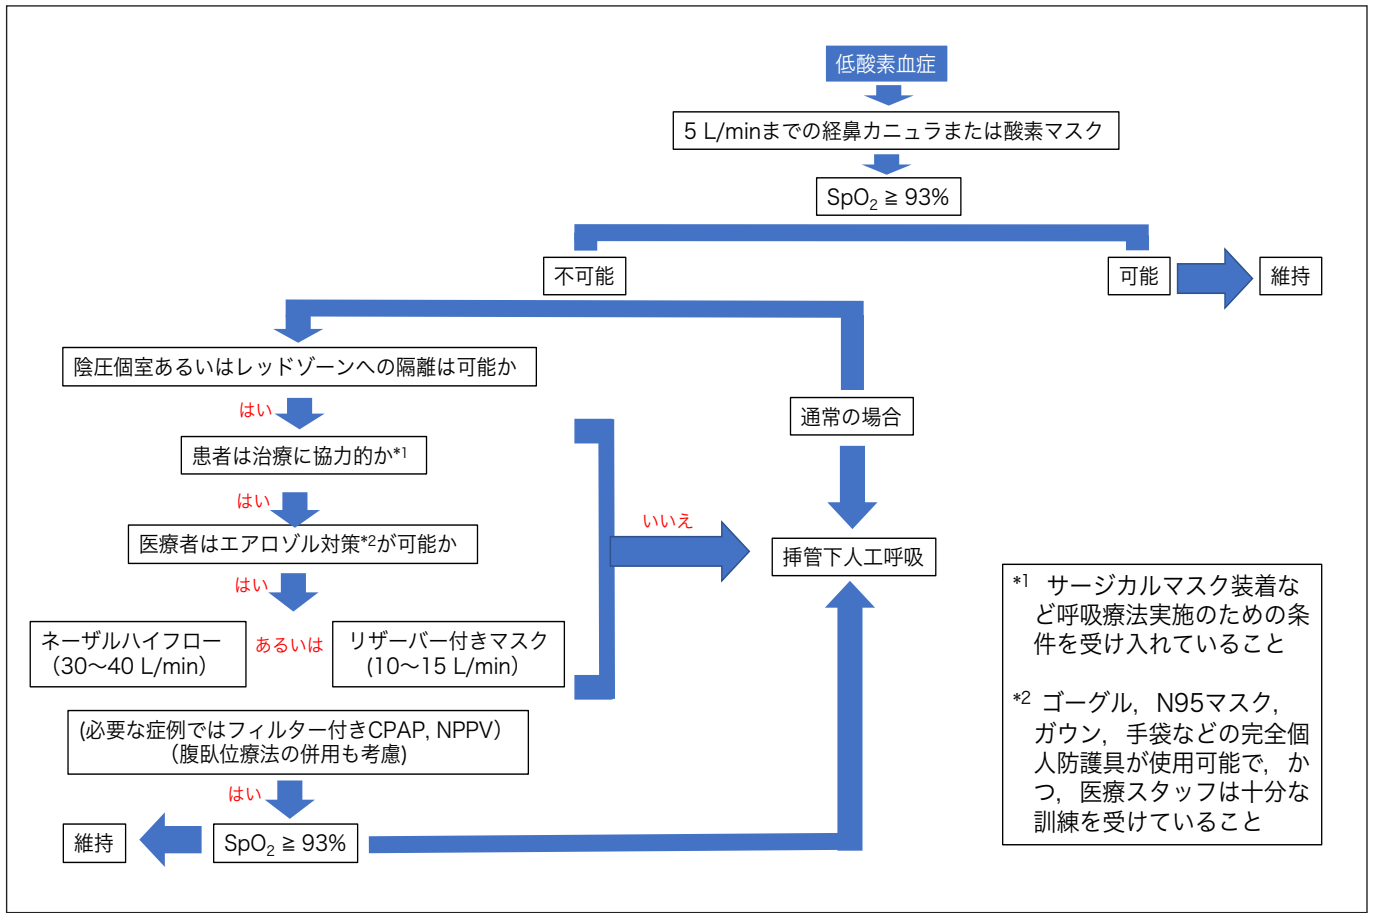 低酸素血症
5 L/minまでの経鼻カニュラまたは酸素マスク
SpO₂ ≧ 93%
不可能
可能
維持
陰圧個室あるいはレッドゾーンへの隔離は可能か
はい
通常の場合
患者は治療に協力的か*1
はい
いいえ
医療者はエアロゾル対策*2が可能か
挿管下人工呼吸
はい
ネーザルハイフロー
（30〜40 L/min）
あるいは
リザーバー付きマスク
(10〜15 L/min）
(必要な症例ではフィルター付きCPAP, NPPV）
（腹臥位療法の併用も考慮)
はい
維持
SpO₂ ≧ 93%
*1 サージカルマスク装着な
ど呼吸療法実施のための条
件を受け入れていること
*2 ゴーグル，N95マスク，
ガウン，手袋などの完全個
人防護具が使用可能で，か
つ，医療スタッフは十分な
訓練を受けていること